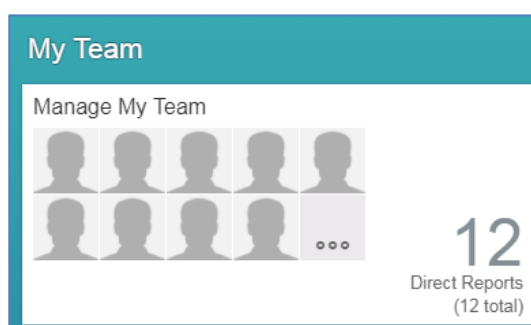 My Team
Manage My Team
12
Direct Reports
(12 total)